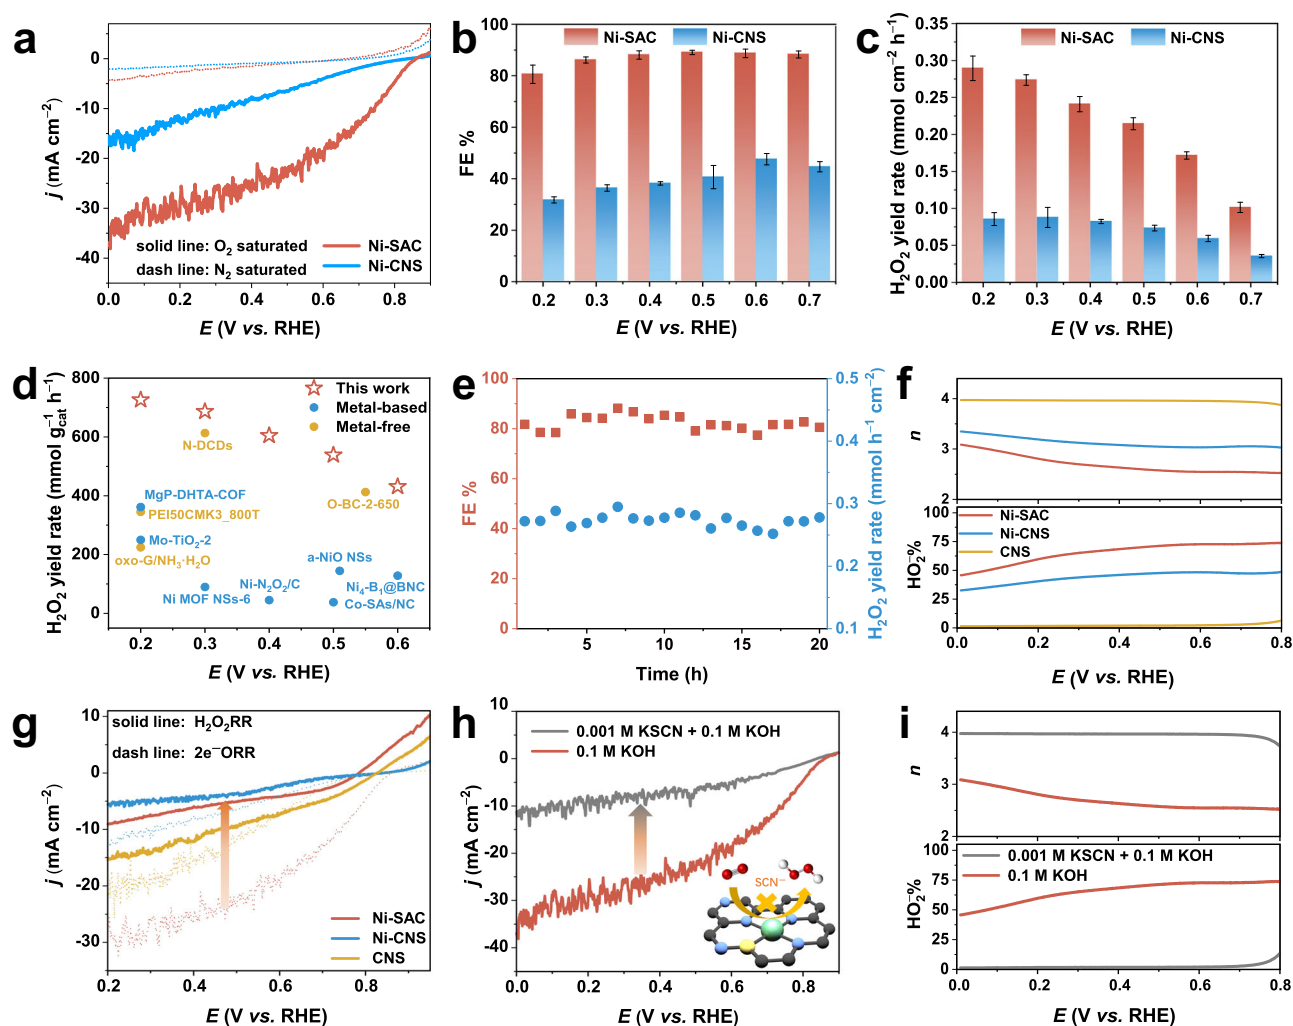 a
j (mA cm⁻²)
0
-10
-20
-30
-40
solid line: O₂ saturated
dash line: N₂ saturated
Ni-SAC
Ni-CNS
0.0 0.2 0.4 0.6 0.8
E (V vs. RHE)
b
FE %
100
80
60
40
20
0
Ni-SAC Ni-CNS
0.2 0.3 0.4 0.5 0.6 0.7
E (V vs. RHE)
c
H₂O₂ yield rate (mmol cm⁻² h⁻¹)
0.35
0.30
0.25
0.20
0.15
0.10
0.05
0.00
Ni-SAC Ni-CNS
0.2 0.3 0.4 0.5 0.6 0.7
E (V vs. RHE)
d
H₂O₂ yield rate (mmol g⁻¹cat h⁻¹)
800
600
400
200
0
This work
Metal-based
Metal-free
N-DCDs
MgP-DHTA-COF
PEI50CMK3_800T
O-BC-2-650
Mo-TiO₂-2
oxo-G/NH₃·H₂O
a-NiO NSs
Ni MOF NSs-6
Ni-N₂O₂/C
Ni₄-B₁@BNC
Co-SAs/NC
0.2 0.3 0.4 0.5 0.6
E (V vs. RHE)
e
FE %
100
80
60
40
20
0
H₂O₂ yield rate (mmol h⁻¹ cm⁻²)
0.5
0.4
0.3
0.2
0.1
5 10 15 20
Time (h)
f
n
4
3
2
HO₂⁻%
100
75
50
25
0
Ni-SAC
Ni-CNS
CNS
0.0 0.2 0.4 0.6 0.8
E (V vs. RHE)
g
j (mA cm⁻²)
10
0
-10
-20
-30
solid line: H₂O₂RR
dash line: 2e⁻ORR
Ni-SAC
Ni-CNS
CNS
0.2 0.4 0.6 0.8
E (V vs. RHE)
h
j (mA cm⁻²)
10
0
-10
-20
-30
-40
0.001 M KSCN + 0.1 M KOH
0.1 M KOH
SCN⁻
0.0 0.2 0.4 0.6 0.8
E (V vs. RHE)
i
n
4
3
2
HO₂⁻%
100
75
50
25
0
0.001 M KSCN + 0.1 M KOH
0.1 M KOH
0.0 0.2 0.4 0.6 0.8
E (V vs. RHE)